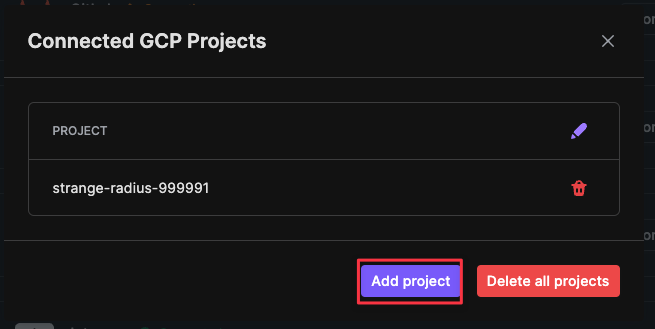 Connected GCP Projects
PROJECT
strange-radius-999991
Add project
Delete all projects